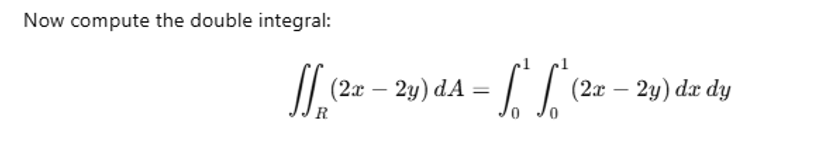 Now compute the double integral:
∬_R (2x − 2y) dA = ∫_0^1 ∫_0^1 (2x − 2y) dx dy